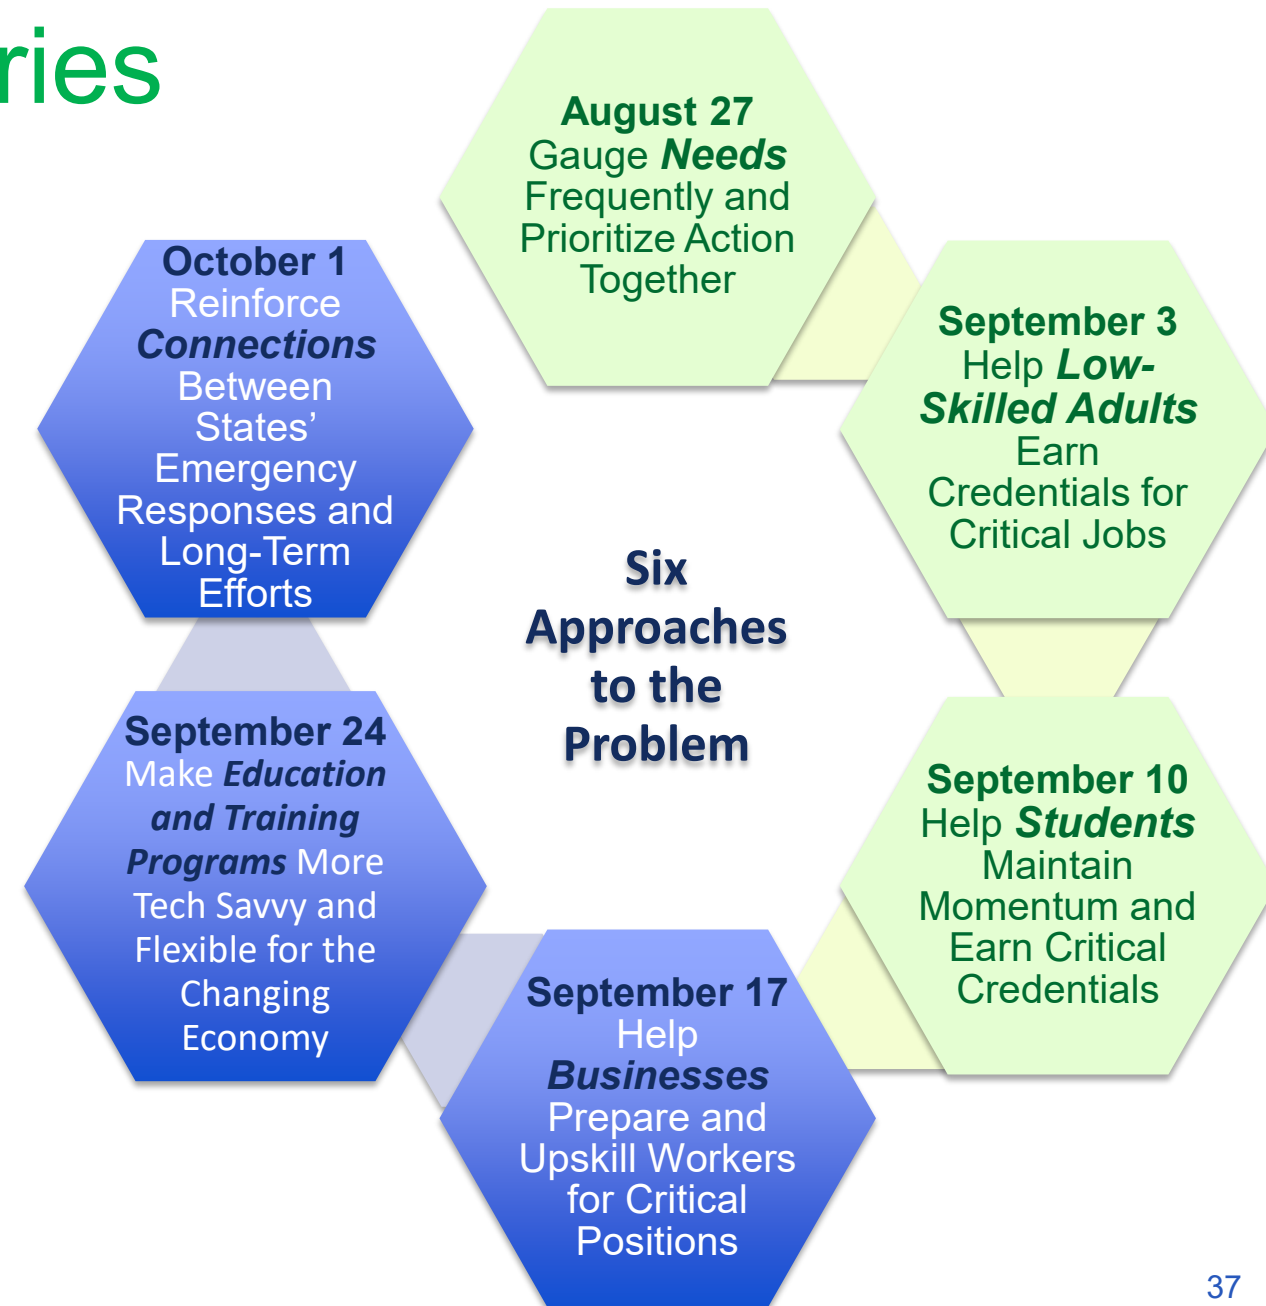 ries
August 27
Gauge Needs
Frequently and
Prioritize Action
Together
September 3
Help Low-
Skilled Adults
Earn
Credentials for
Critical Jobs
September 10
Help Students
Maintain
Momentum and
Earn Critical
Credentials
September 17
Help
Businesses
Prepare and
Upskill Workers
for Critical
Positions
September 24
Make Education
and Training
Programs More
Tech Savvy and
Flexible for the
Changing
Economy
October 1
Reinforce
Connections
Between
States’
Emergency
Responses and
Long-Term
Efforts
Six
Approaches
to the
Problem
37